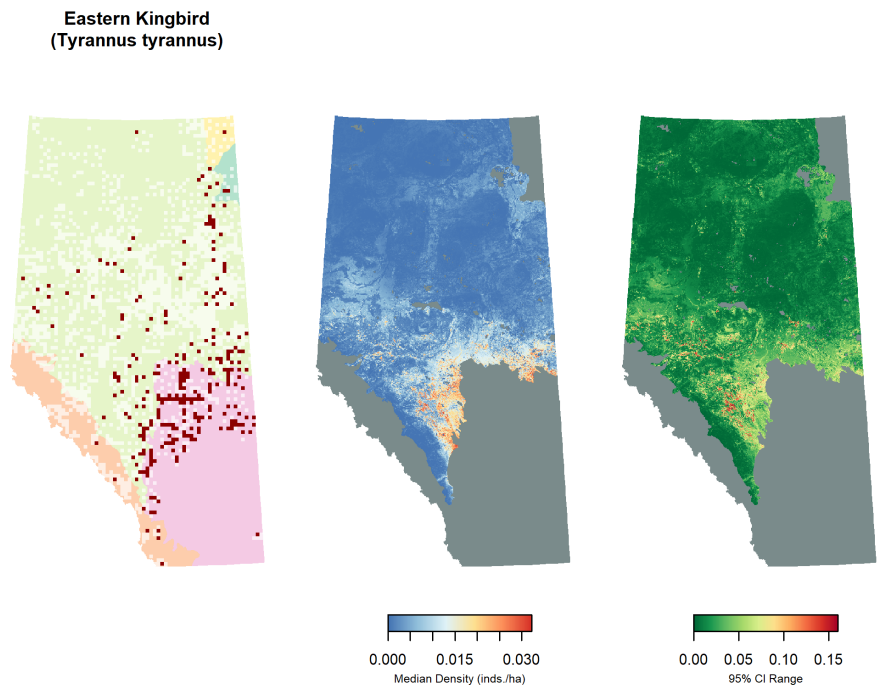 Eastern Kingbird
(Tyrannus tyrannus)
0.000 0.015 0.030
Median Density (inds./ha)
0.00 0.05 0.10 0.15
95% CI Range